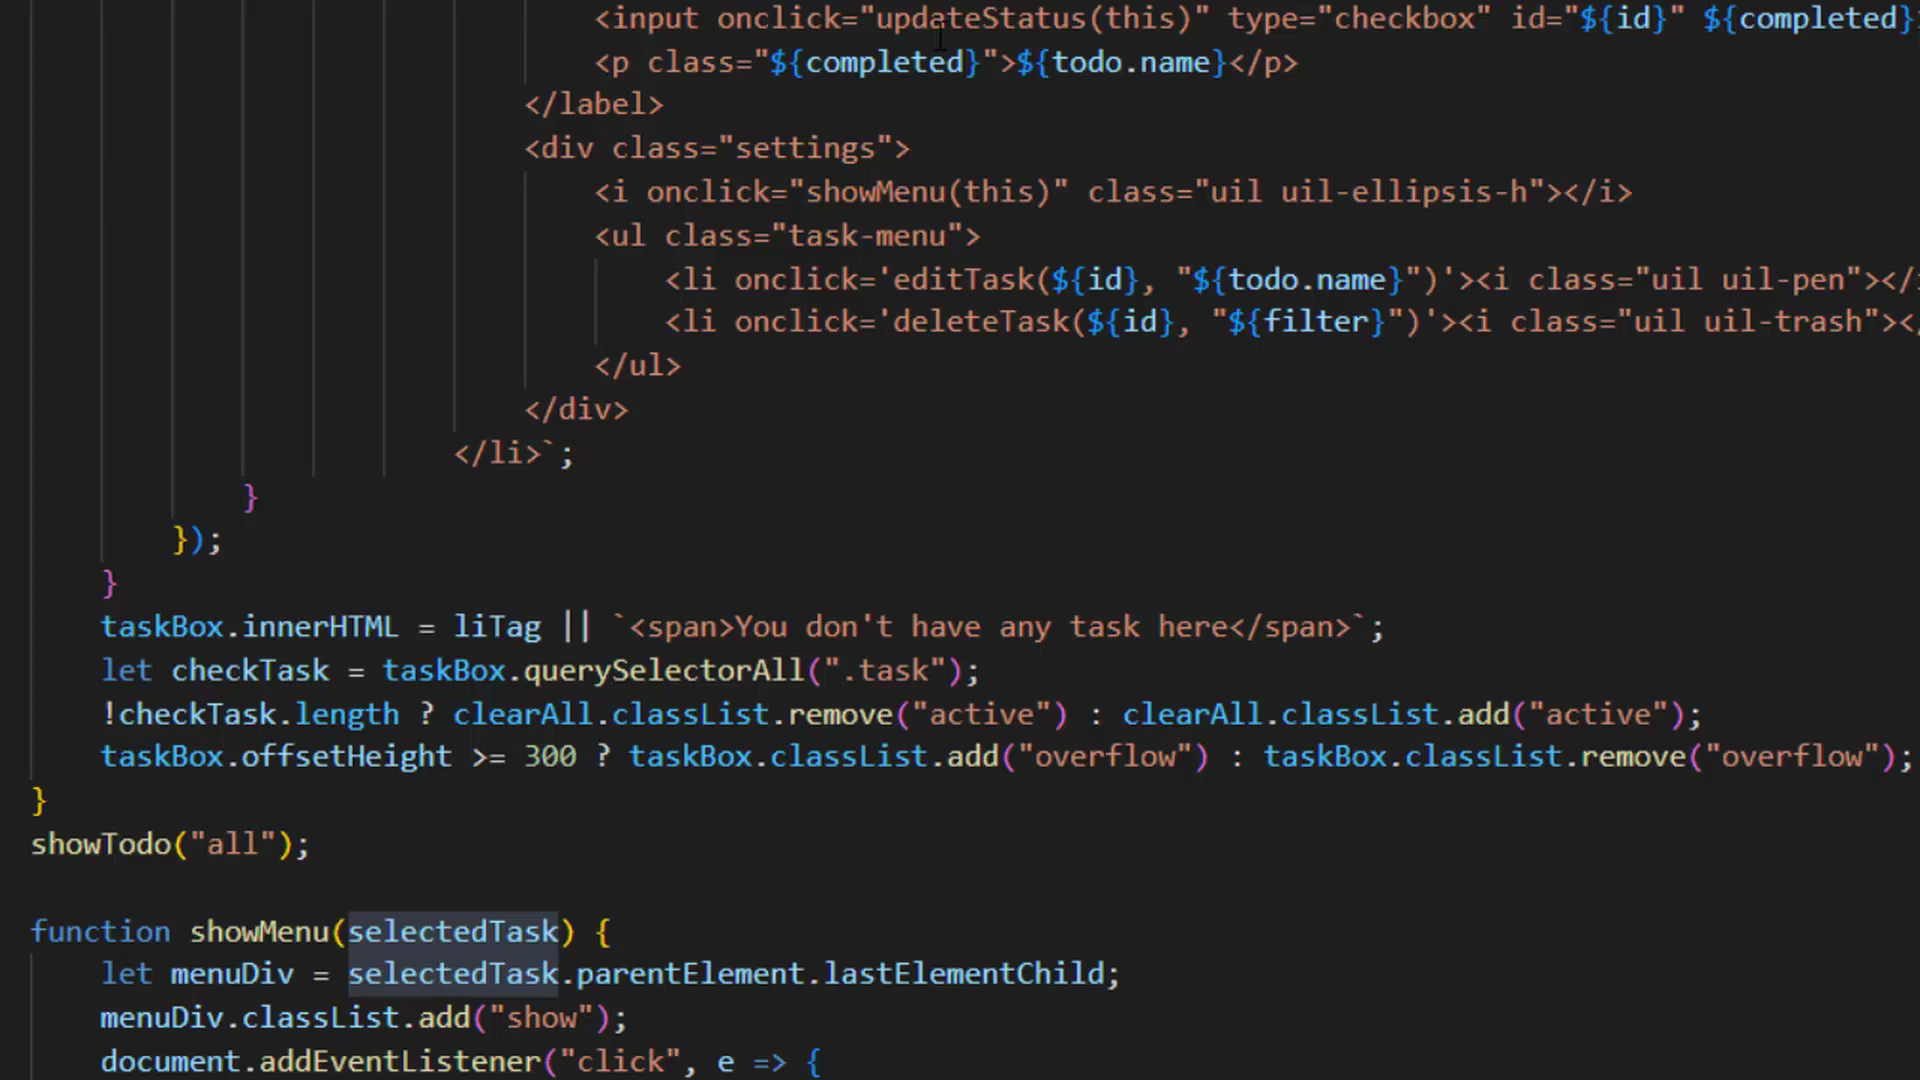 <input onclick="updateStatus(this)" type="checkbox" id="${id}" ${completed}
<p class="${completed}">${todo.name}</p>
</label>
<div class="settings">
<i onclick="showMenu(this)" class="uil uil-ellipsis-h"></i>
<ul class="task-menu">
<li onclick='editTask(${id}, "${todo.name}")'><i class="uil uil-pen"></i
<li onclick='deleteTask(${id}, "${filter}")'><i class="uil uil-trash"></
</ul>
</div>
</li>`;
}
});
}
taskBox.innerHTML = liTag || `<span>You don't have any task here</span>`;
let checkTask = taskBox.querySelectorAll(".task");
!checkTask.length ? clearAll.classList.remove("active") : clearAll.classList.add("active");
taskBox.offsetHeight >= 300 ? taskBox.classList.add("overflow") : taskBox.classList.remove("overflow");
}
showTodo("all");
function showMenu(selectedTask) {
let menuDiv = selectedTask.parentElement.lastElementChild;
menuDiv.classList.add("show");
document.addEventListener("click", e => {